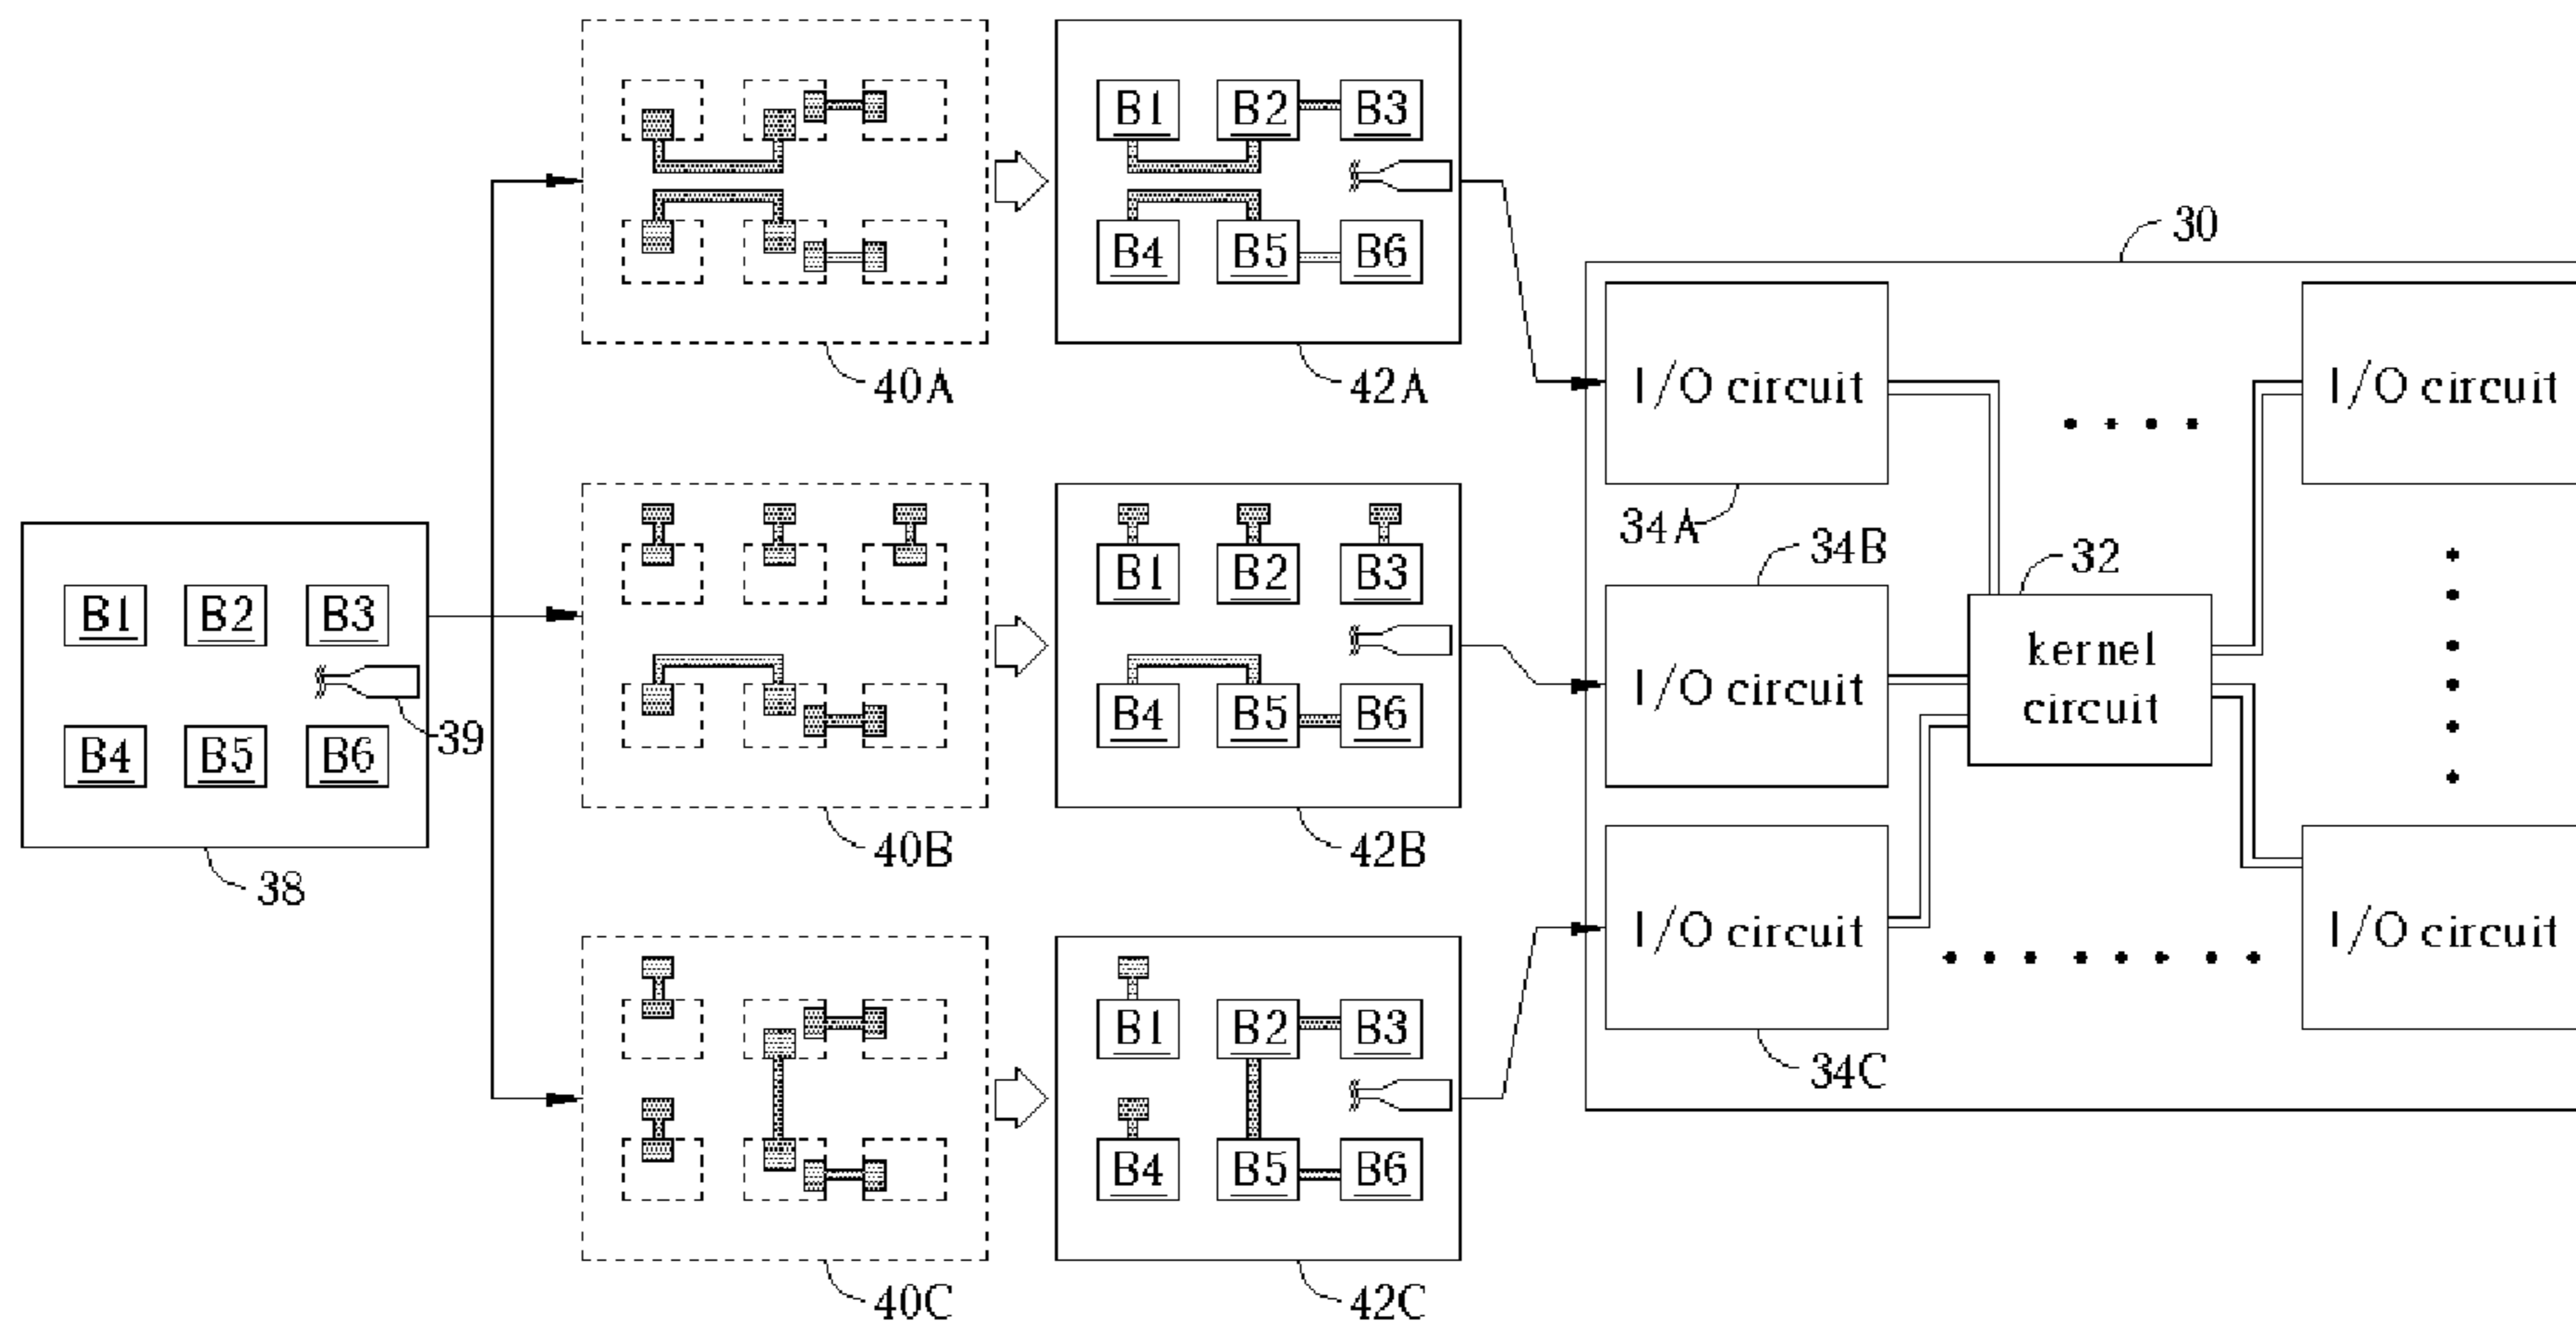 B1 B2 B3
B4 B5 B6
39
38
40A
40B
40C
B1 B2 B3
B4 B5 B6
42A
B1 B2 B3
B4 B5 B6
42B
B1 B2 B3
B4 B5 B6
42C
30
I/O circuit
34A
34B
I/O circuit
I/O circuit
34C
32
kernel
circuit
I/O circuit
I/O circuit